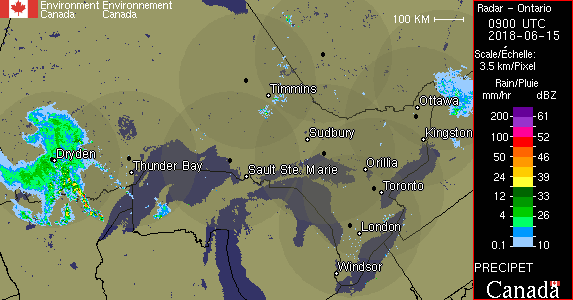 Environment Environnement
Canada Canada
100 KM
Timmins
Ottawa
Sudbury
Kingston
Dryden
Thunder Bay
Sault Ste. Marie
Orillia
Toronto
London
Windsor
Radar - Ontario
0900 UTC
2018-06-15
Scale/Échelle:
3.5 km/Pixel
Rain/Pluie
mm/hr dBZ
200 61
100 52
50 46
24 39
12 33
4 26
0.1 10
PRECIPET
Canada